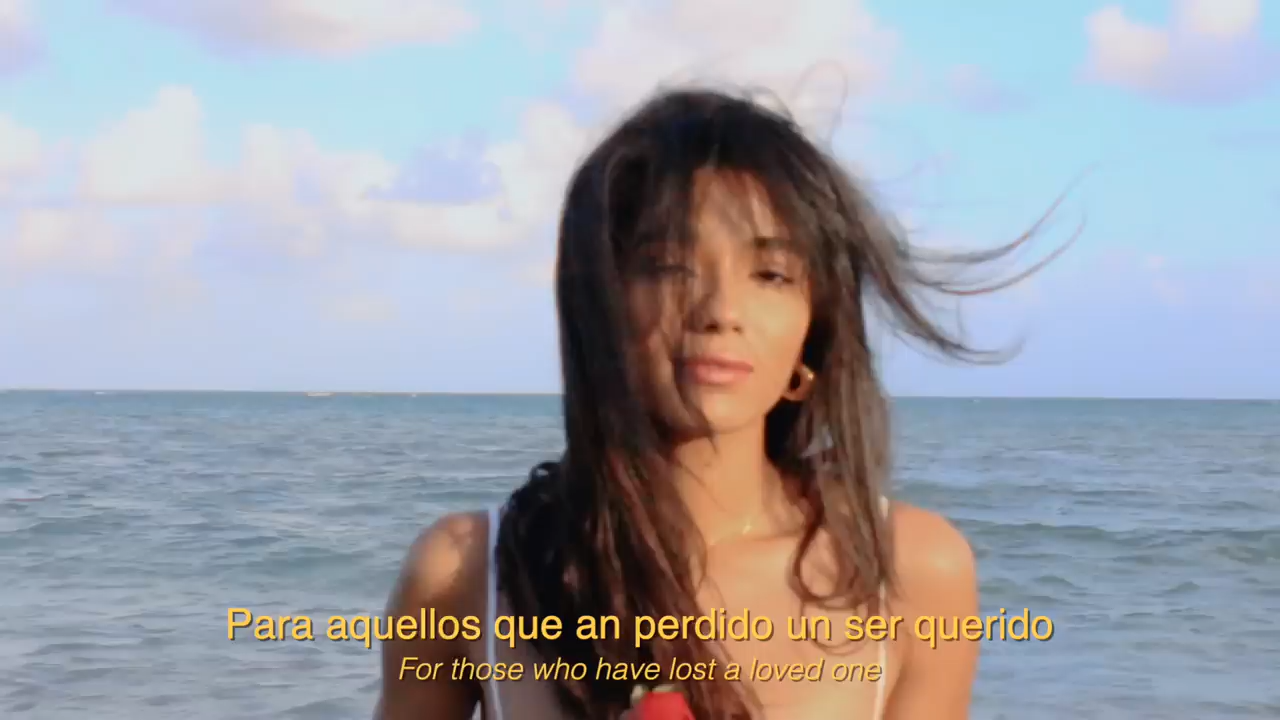 Para aquellos que an perdido un ser querido
For those who have lost a loved one